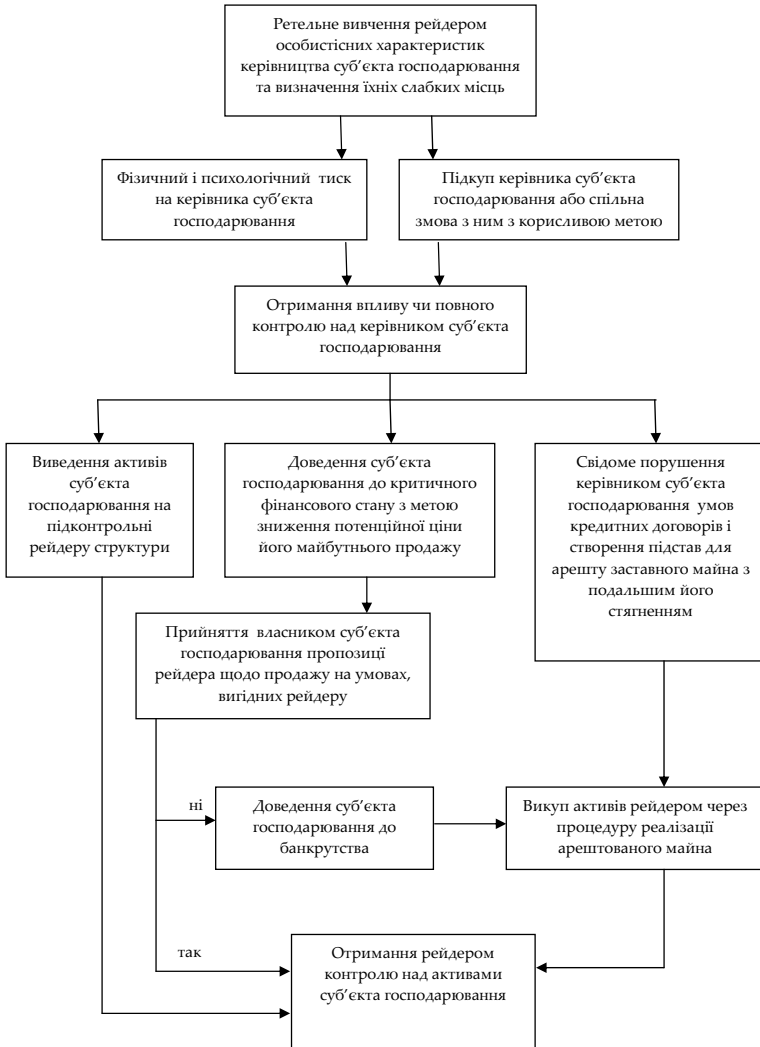 Ретельне вивчення рейдером
особистісних характеристик
керівництва суб’єкта господарювання
та визначення їхніх слабких місць
Фізичний і психологічний тиск
на керівника суб’єкта
господарювання
Підкуп керівника суб’єкта
господарювання або спільна
змова з ним з корисливою метою
Отримання впливу чи повного
контролю над керівником суб’єкта
господарювання
Виведення активів
суб’єкта
господарювання на
підконтрольні
рейдеру структури
Доведення суб’єкта
господарювання до критичного
фінансового стану з метою
зниження потенційної ціни
його майбутнього продажу
Свідоме порушення
керівником суб’єкта
господарювання умов
кредитних договорів і
створення підстав для
арешту заставного майна з
подальшим його
стягненням
Прийняття власником суб’єкта
господарювання пропозиції
рейдера щодо продажу на умовах,
вигідних рейдеру
ні
Доведення суб’єкта
господарювання до
банкрутства
Викуп активів рейдером через
процедуру реалізації
арештованого майна
так
Отримання рейдером
контролю над активами
суб’єкта господарювання